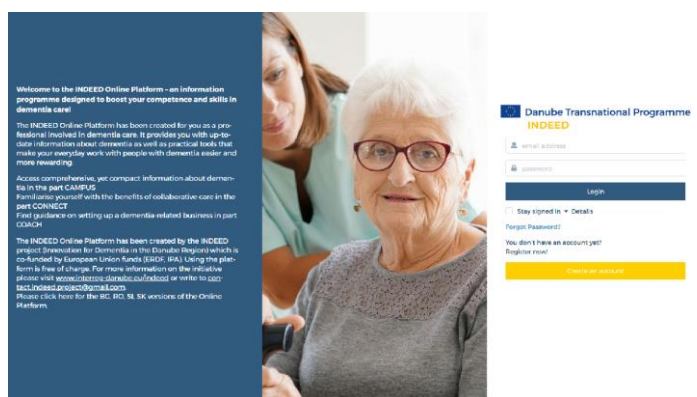 Welcome to the INDEED Online Platform – an information
programme designed to boost your competence and skills in
dementia care!
The INDEED Online Platform has been created for you as a pro-
fessional involved in dementia care. It provides you with up-to-
date information about dementia as well as practical tools that
make your everyday work with people with dementia easier and
more rewarding.
Access comprehensive, yet compact information about demen-
tia in the part CAMPUS
Familiarise yourself with the benefits of collaborative care in the
part CONNECT
Find guidance on setting up a dementia-related business in part
COACH
The INDEED Online Platform has been created by the INDEED
project (Innovation for Dementia in the Danube Region) which is
co-funded by European Union funds (ERDF, IPA). Using the plat-
form is free of charge. For more information on the initiative
please visit www.interreg-danube.eu/indeed or write to con-
tact.indeed.project@gmail.com.
Please click here for the BG, RO, SI, SK versions of the Online
Platform.
Danube Transnational Programme
INDEED
email address
password
Login
Stay signed in Details
Forgot Password?
You don't have an account yet?
Register now!
Create an account